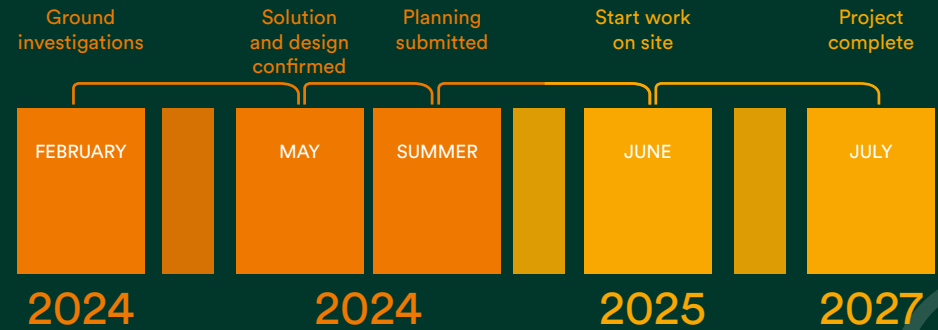 Ground
investigations
Solution
and design
confirmed
Planning
submitted
Start work
on site
Project
complete
FEBRUARY
MAY
SUMMER
JUNE
JULY
2024
2024
2025
2027